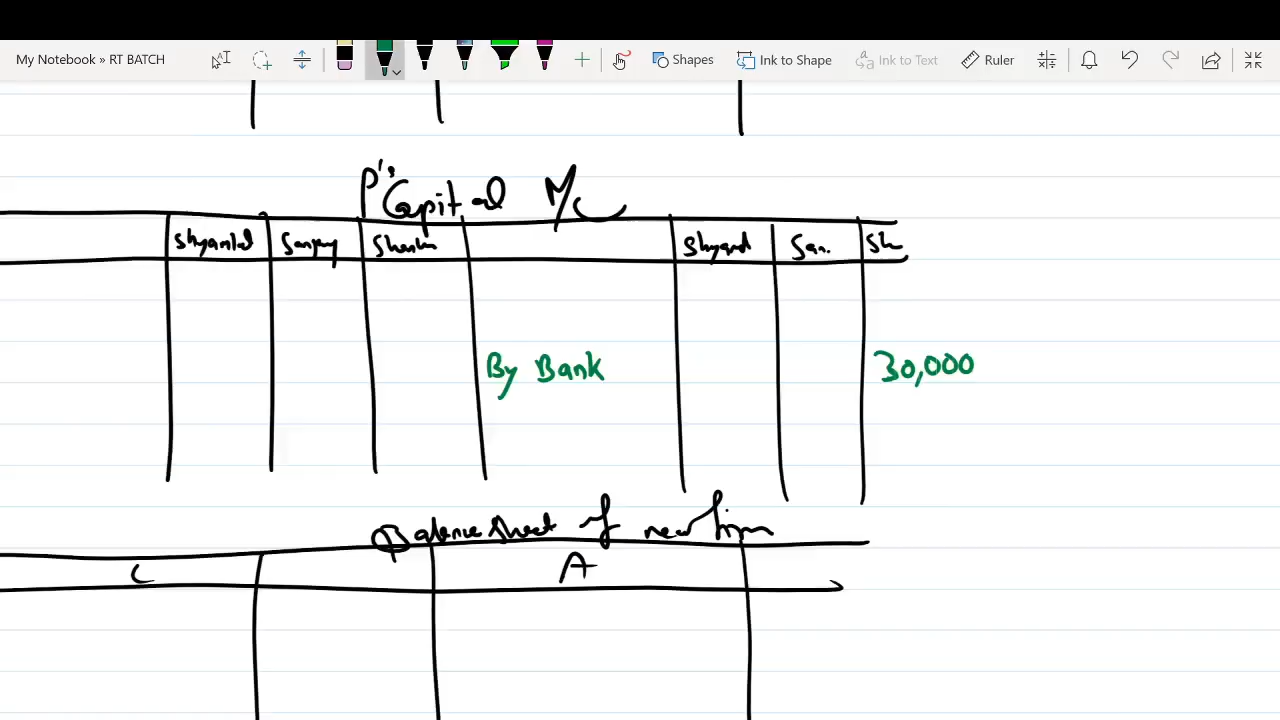 My Notebook » RT BATCH
Shapes Ink to Shape Ink to Text Ruler
P's Capital A/c
Shyamlal Sanjay Shankar Shyamal San. Sh
By Bank 30,000
Balance sheet of new firm
L A